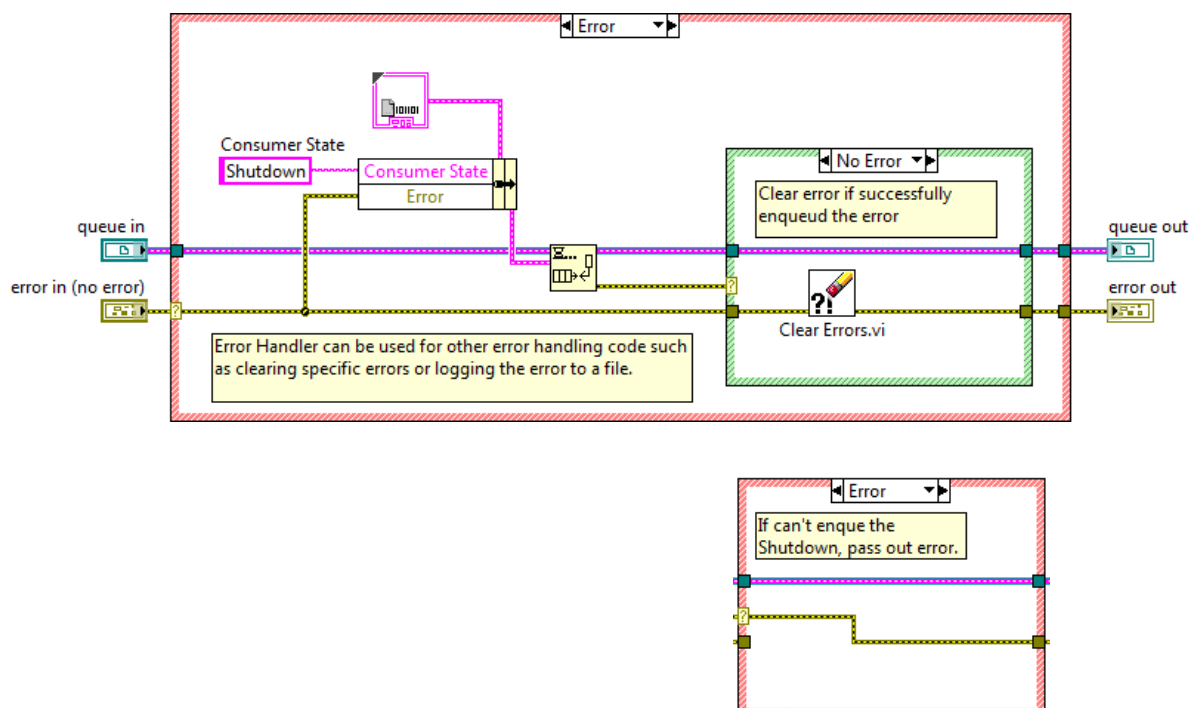 Error
Consumer State
Shutdown
Consumer State
Error
No Error
Clear error if successfully
enqueud the error
queue in
queue out
error in (no error)
error out
?!
Clear Errors.vi
Error Handler can be used for other error handling code such
as clearing specific errors or logging the error to a file.
Error
If can't enque the
Shutdown, pass out error.